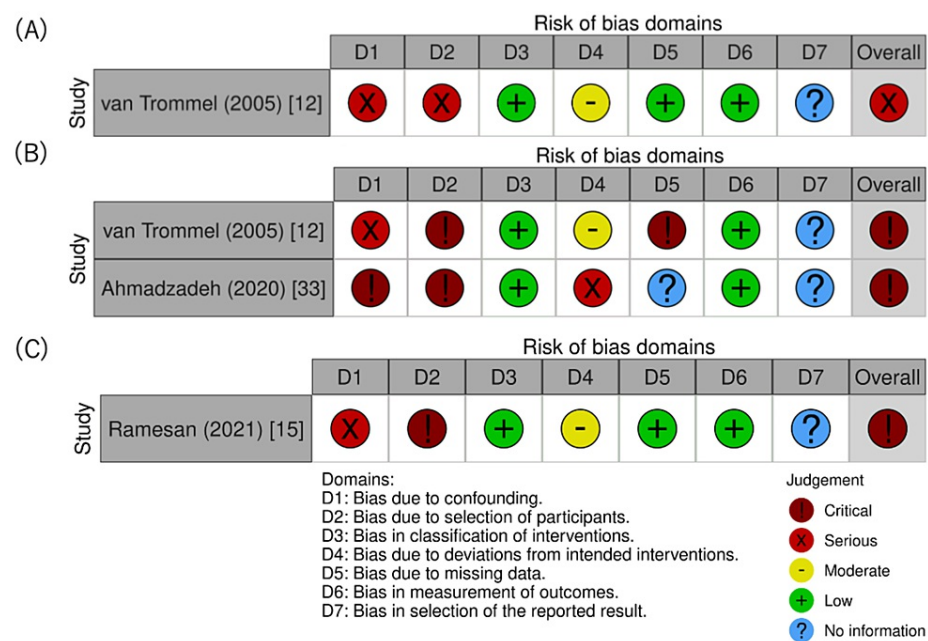 (A)
Risk of bias domains
D1 D2 D3 D4 D5 D6 D7 Overall
Study
van Trommel (2005) [12] X X + - + + ? X
(B)
Risk of bias domains
D1 D2 D3 D4 D5 D6 D7 Overall
Study
van Trommel (2005) [12] X ! + - ! + ? !
Ahmadzadeh (2020) [33] ! ! + X ? + ? !
(C)
Risk of bias domains
D1 D2 D3 D4 D5 D6 D7 Overall
Study
Ramesan (2021) [15] X ! + - + + ? !
Domains:
D1: Bias due to confounding.
D2: Bias due to selection of participants.
D3: Bias in classification of interventions.
D4: Bias due to deviations from intended interventions.
D5: Bias due to missing data.
D6: Bias in measurement of outcomes.
D7: Bias in selection of the reported result.
Judgement
! Critical
X Serious
- Moderate
+ Low
? No information